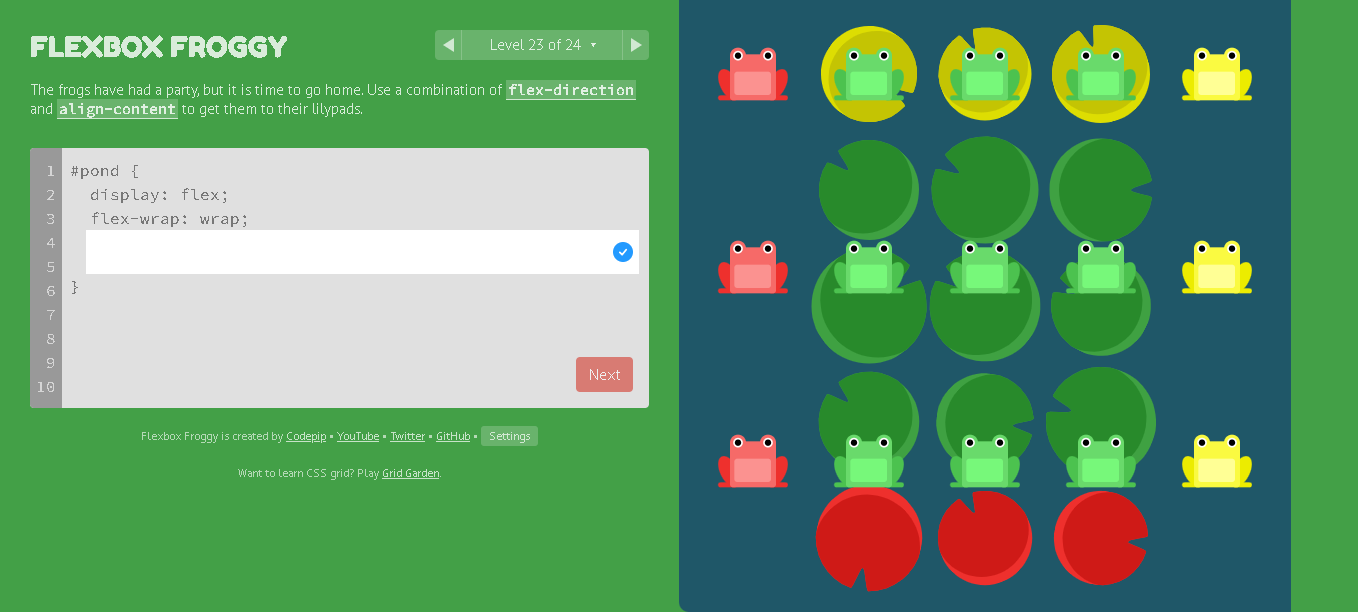 FLEXBOX FROGGY
◀ Level 23 of 24 ▾ ▶
The frogs have had a party, but it is time to go home. Use a combination of flex-direction
and align-content to get them to their lilypads.
1 #pond {
2 display: flex;
3 flex-wrap: wrap;
4
5
6 }
7
8
9
10
Next
Flexbox Froggy is created by Codepip • YouTube • Twitter • GitHub • Settings
Want to learn CSS grid? Play Grid Garden.